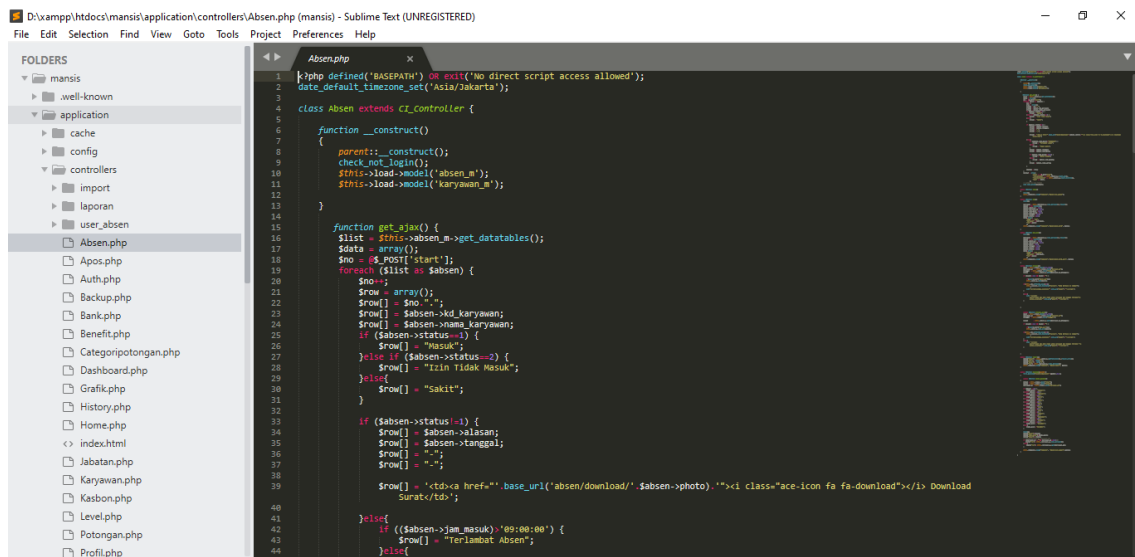 D:\xampp\htdocs\mansis\application\controllers\Absen.php (mansis) - Sublime Text (UNREGISTERED)
File Edit Selection Find View Goto Tools Project Preferences Help
FOLDERS
mansis
.well-known
application
cache
config
controllers
import
laporan
user_absen
Absen.php
Apos.php
Auth.php
Backup.php
Bank.php
Benefit.php
Categoripotongan.php
Dashboard.php
Grafik.php
History.php
Home.php
index.html
Jabatan.php
Karyawan.php
Kasbon.php
Level.php
Potongan.php
Profil.php
Absen.php ×
1 <?php defined('BASEPATH') OR exit('No direct script access allowed');
2 date_default_timezone_set('Asia/Jakarta');
3
4 class Absen extends CI_Controller {
5
6 function __construct()
7 {
8 parent::__construct();
9 check_not_login();
10 $this->load->model('absen_m');
11 $this->load->model('karyawan_m');
12
13 }
14
15 function get_ajax() {
16 $list = $this->absen_m->get_datatables();
17 $data = array();
18 $no = @$_POST['start'];
19 foreach ($list as $absen) {
20 $no++;
21 $row = array();
22 $row[] = $no.".";
23 $row[] = $absen->kd_karyawan;
24 $row[] = $absen->nama_karyawan;
25 if ($absen->status==1) {
26 $row[] = "Masuk";
27 }else if ($absen->status==2) {
28 $row[] = "Izin Tidak Masuk";
29 }else{
30 $row[] = "Sakit";
31 }
32
33 if ($absen->status!=1) {
34 $row[] = $absen->alasan;
35 $row[] = $absen->tanggal;
36 $row[] = "-";
37 $row[] = "-";
38
39 $row[] = '<td><a href="'.base_url('absen/download/'.$absen->photo).'"><i class="ace-icon fa fa-download"></i> Download
Surat</td>';
40
41 }else{
42 if (($absen->jam_masuk)>'09:00:00') {
43 $row[] = "Terlambat Absen";
44 }else{